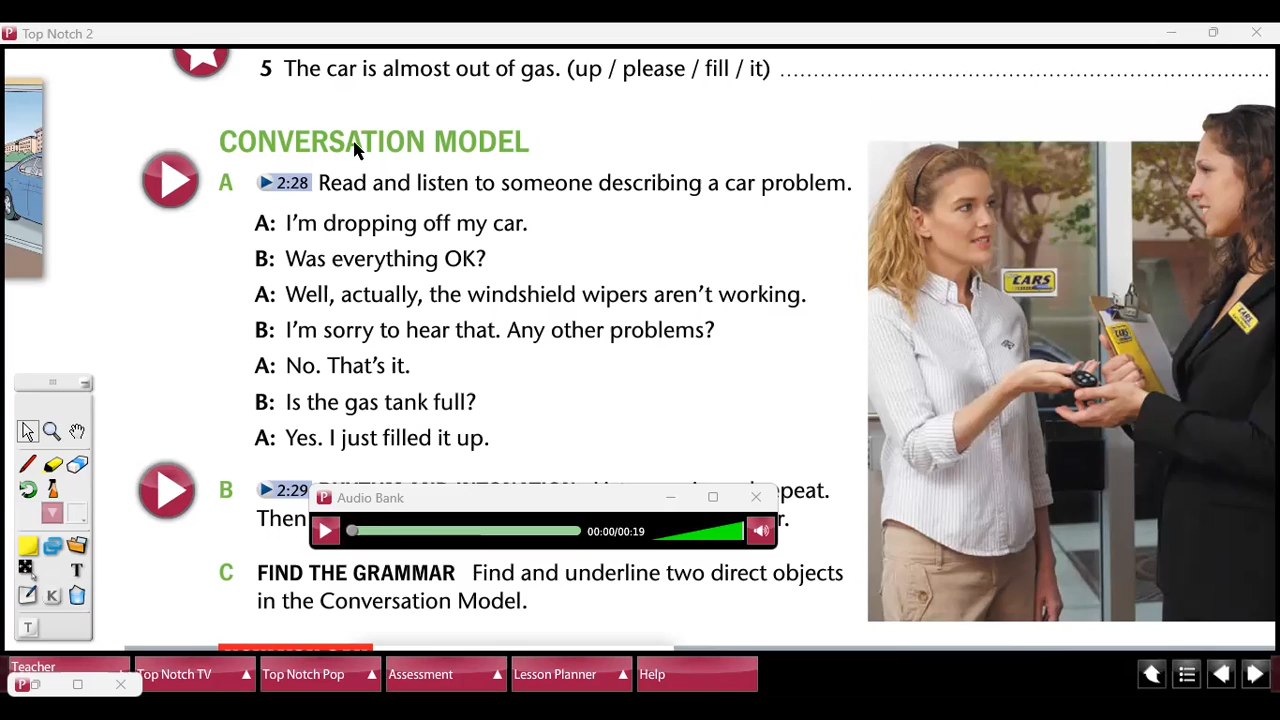 Top Notch 2
5 The car is almost out of gas. (up / please / fill / it)
CONVERSATION MODEL
A 2:28 Read and listen to someone describing a car problem.
A: I'm dropping off my car.
B: Was everything OK?
A: Well, actually, the windshield wipers aren't working.
B: I'm sorry to hear that. Any other problems?
A: No. That's it.
B: Is the gas tank full?
A: Yes. I just filled it up.
B 2:29
Then
Audio Bank
00:00/00:19
C FIND THE GRAMMAR Find and underline two direct objects
in the Conversation Model.
CARS
CARS
T
K
T
Teacher
Top Notch TV
Top Notch Pop
Assessment
Lesson Planner
Help